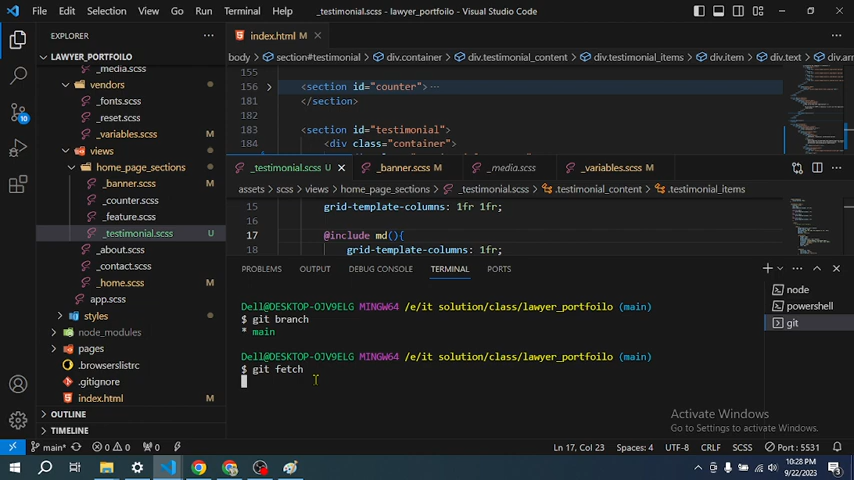 File Edit Selection View Go Run Terminal Help _testimonial.scss - lawyer_portfoilo - Visual Studio Code
EXPLORER
LAWYER_PORTFOILO
_media.scss
vendors
_fonts.scss
_reset.scss
_variables.scss M
views
home_page_sections
_banner.scss M
_counter.scss
_feature.scss
_testimonial.scss U
_about.scss
_contact.scss
_home.scss M
app.scss
styles
node_modules
pages
.browserslistrc
.gitignore
index.html M
OUTLINE
TIMELINE
10
index.html M
body section#testimonial div.container div.testimonial_content div.testimonial_items div.item div.text div.arr
155
156 <section id="counter">
181 </section>
182
183 <section id="testimonial">
184 <div class="container">
_testimonial.scss U _banner.scss M _media.scss _variables.scss M
assets > scss > views > home_page_sections > _testimonial.scss > .testimonial_content > .testimonial_items
15 grid-template-columns: 1fr 1fr;
16
17 @include md(){
18 grid-template-columns: 1fr;
PROBLEMS OUTPUT DEBUG CONSOLE TERMINAL PORTS
Dell@DESKTOP-OJV9ELG MINGW64 /e/it solution/class/lawyer_portfoilo (main)
$ git branch
* main
Dell@DESKTOP-OJV9ELG MINGW64 /e/it solution/class/lawyer_portfoilo (main)
$ git fetch
node
powershell
git
Activate Windows
Go to Settings to activate Windows.
main* 0 0 0 Ln 17, Col 23 Spaces: 4 UTF-8 CRLF SCSS Port : 5531
10:28 PM
9/22/2023
3